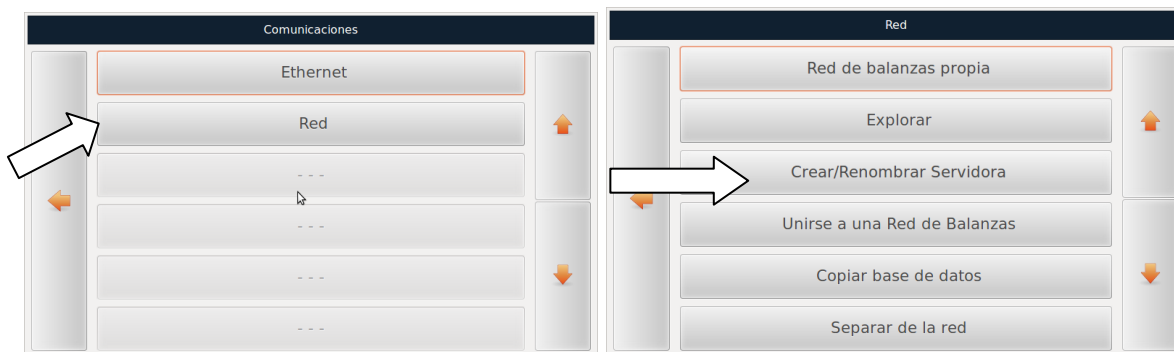 Comunicaciones
Ethernet
Red
- - -
- - -
- - -
- - -
Red
Red de balanzas propia
Explorar
Crear/Renombrar Servidora
Unirse a una Red de Balanzas
Copiar base de datos
Separar de la red